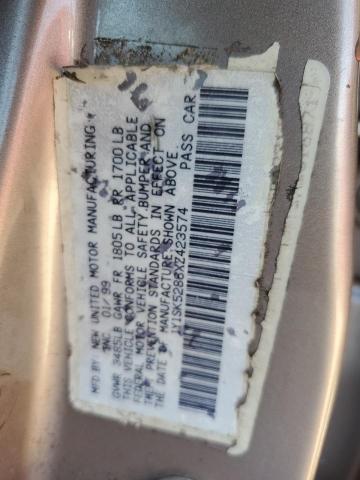 MFD BY NEW UNITED MOTOR MANUFACTURING
INC. 01/99
GVWR 3485LB GAWR FR 1805LB RR 1700LB
THIS VEHICLE CONFORMS TO ALL APPLICABLE
FEDERAL MOTOR VEHICLE SAFETY, BUMPER AND
THEFT PREVENTION STANDARDS IN EFFECT ON
THE DATE OF MANUFACTURE SHOWN ABOVE
1Y1SK5286XZ423574 PASS CAR